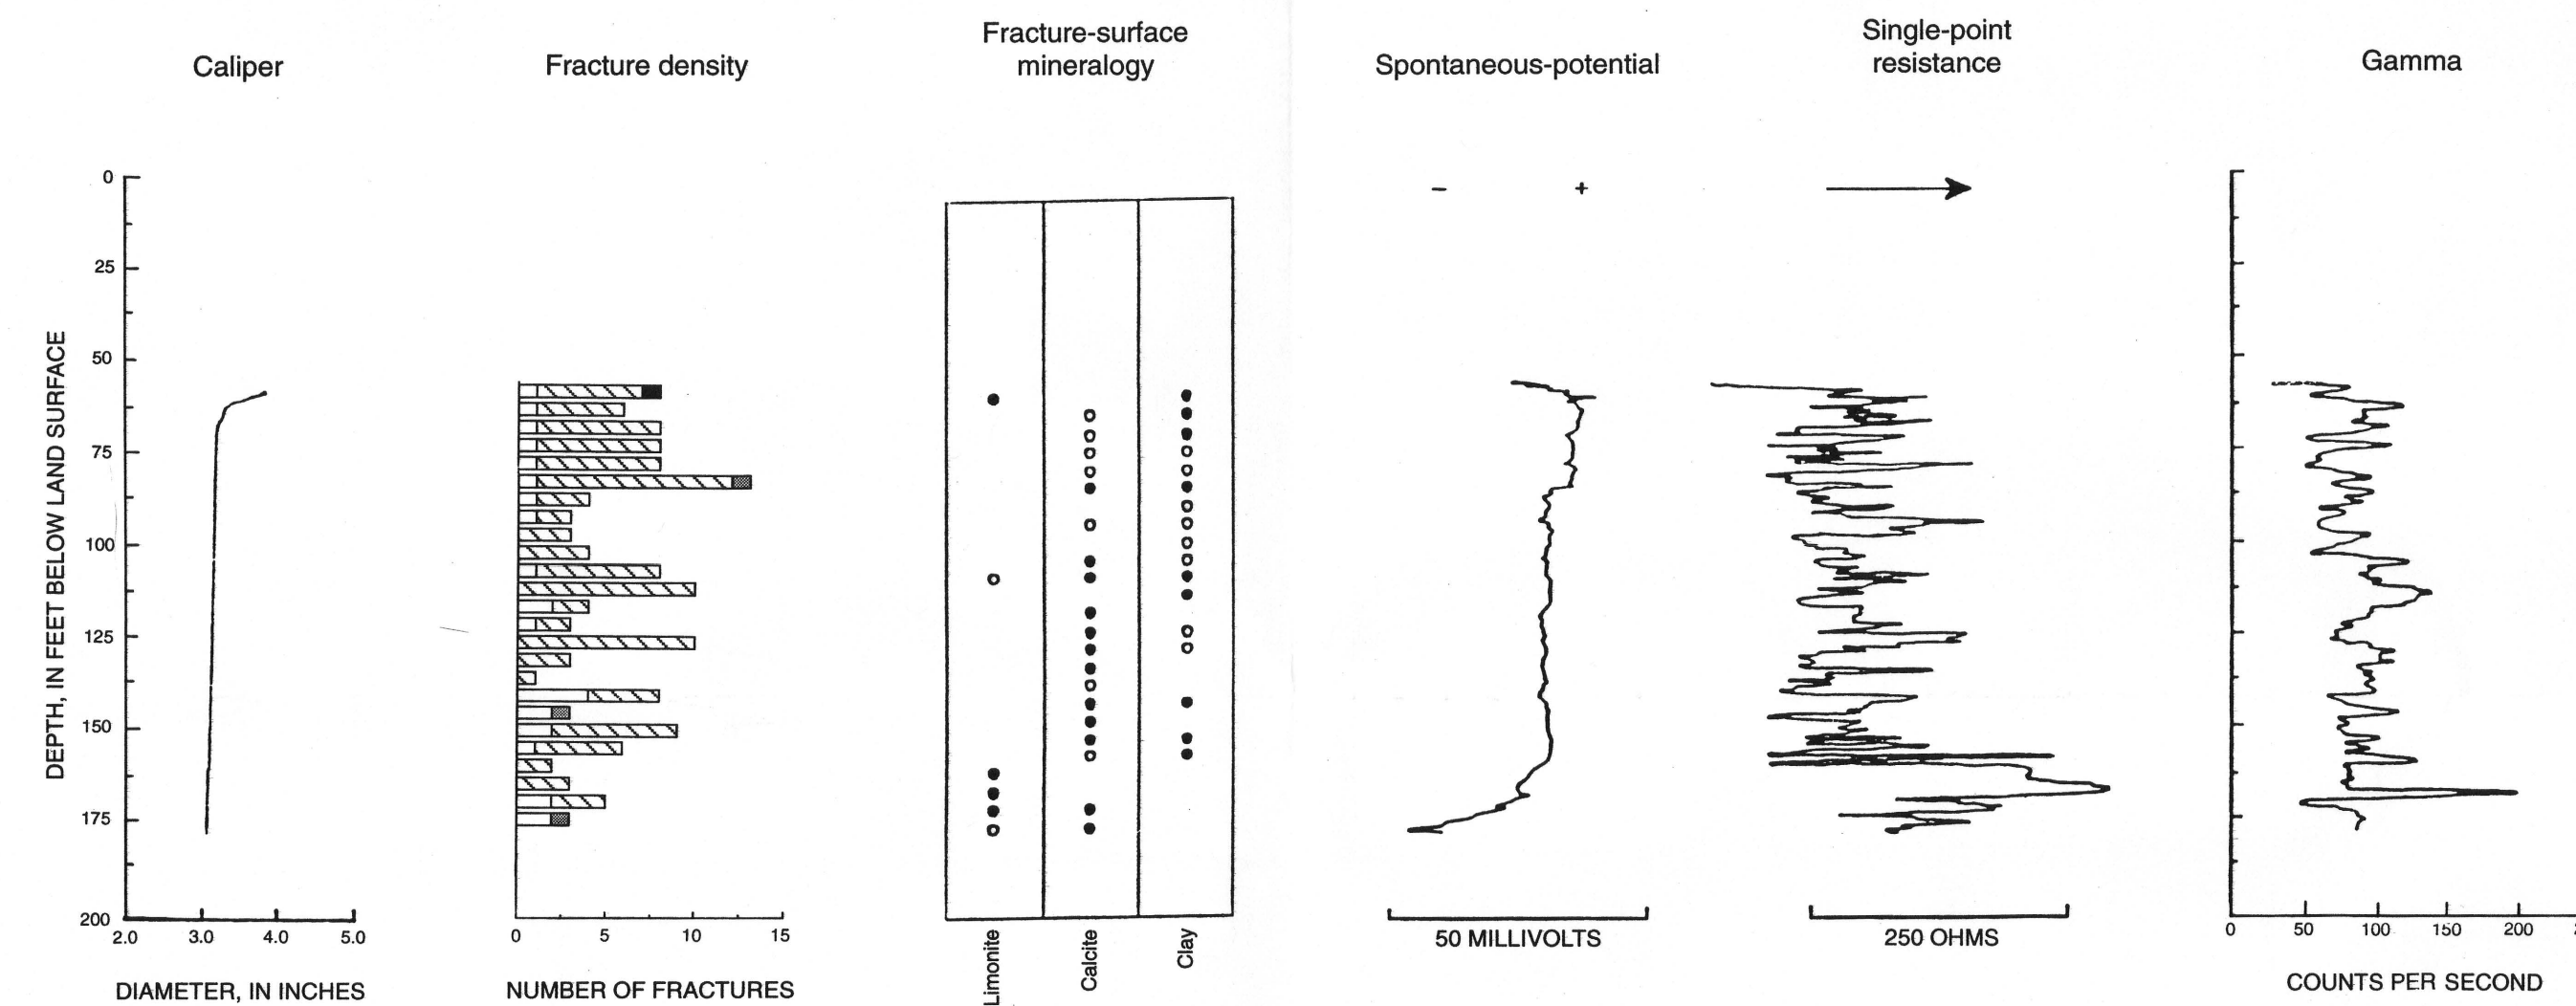 Caliper
Fracture density
Fracture-surface
mineralogy
Spontaneous-potential
Single-point
resistance
Gamma
− +
DEPTH, IN FEET BELOW LAND SURFACE
0
25
50
75
100
125
150
175
200
2.0 3.0 4.0 5.0
DIAMETER, IN INCHES
0 5 10 15
NUMBER OF FRACTURES
Limonite
Calcite
Clay
50 MILLIVOLTS
250 OHMS
0 50 100 150 200
COUNTS PER SECOND